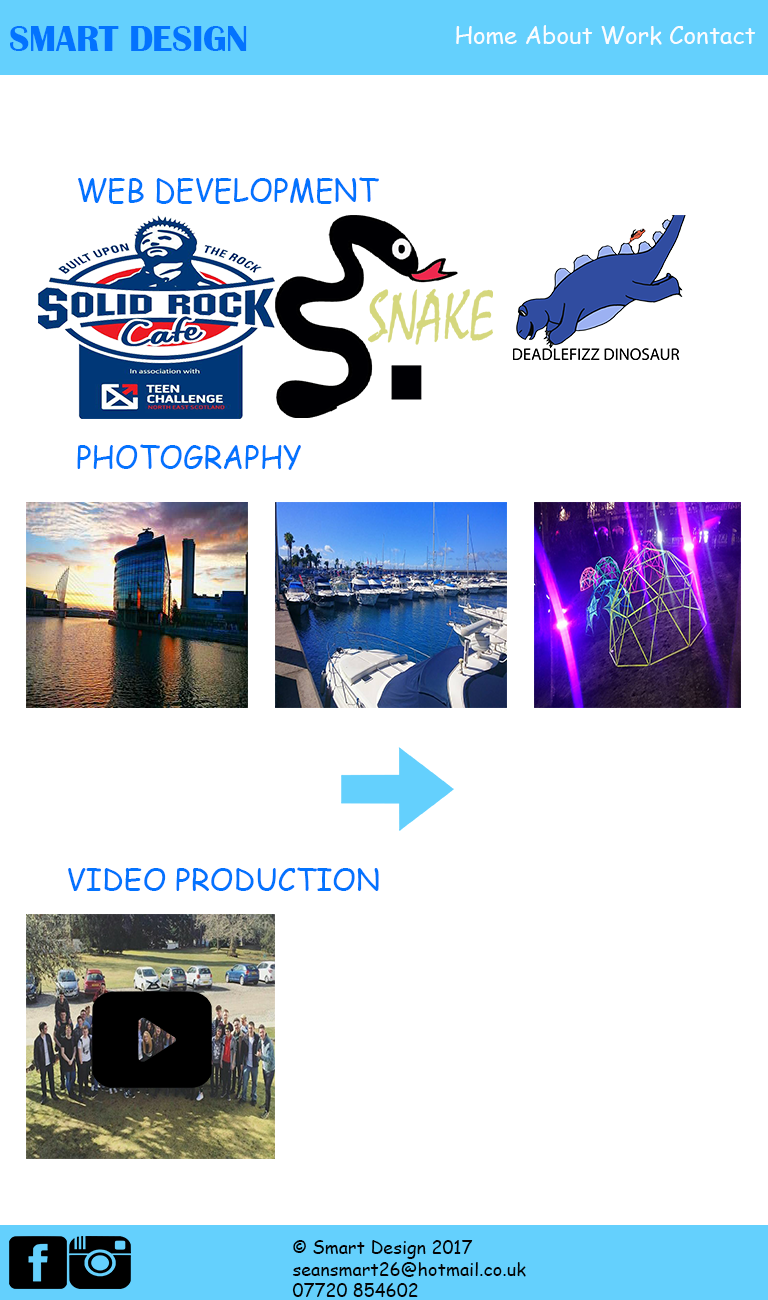 SMART DESIGN
Home About Work Contact
WEB DEVELOPMENT
BUILT UPON THE ROCK
SOLID ROCK
Cafe
In association with
TEEN
CHALLENGE
NORTH EAST SCOTLAND
SNAKE
DEADLEFIZZ DINOSAUR
PHOTOGRAPHY
VIDEO PRODUCTION
© Smart Design 2017
seansmart26@hotmail.co.uk
07720 854602